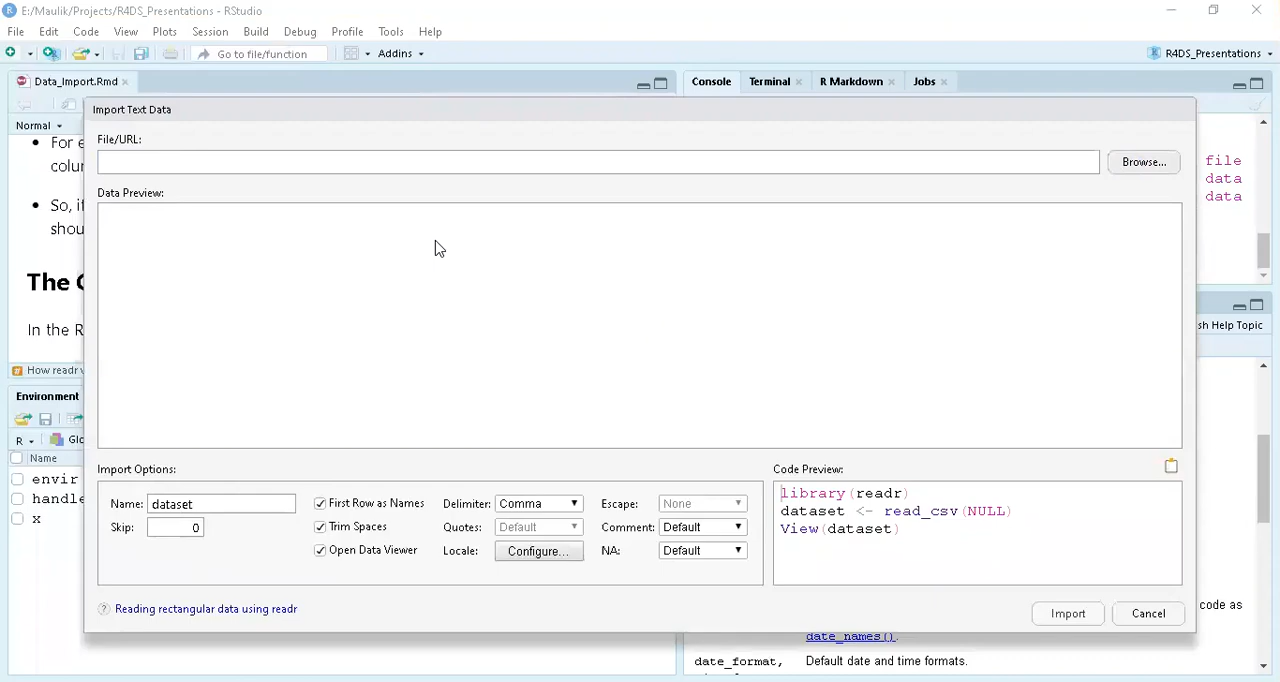 E:/Maulik/Projects/R4DS_Presentations - RStudio
File Edit Code View Plots Session Build Debug Profile Tools Help
Go to file/function Addins R4DS_Presentations
Data_Import.Rmd Console Terminal R Markdown Jobs
Import Text Data
Normal
File/URL:
Browse...
Data Preview:
For e
colur
So, if
shou
The
In the R
How readr
file
data
data
sh Help Topic
Environment
R Glo
Name
envir
handle
x
Import Options:
Name: dataset
Skip: 0
First Row as Names
Trim Spaces
Open Data Viewer
Delimiter: Comma
Quotes: Default
Locale: Configure...
Escape: None
Comment: Default
NA: Default
Code Preview:
library(readr)
dataset <- read_csv(NULL)
View(dataset)
? Reading rectangular data using readr
Import Cancel
code as
date_names().
date_format, Default date and time formats.